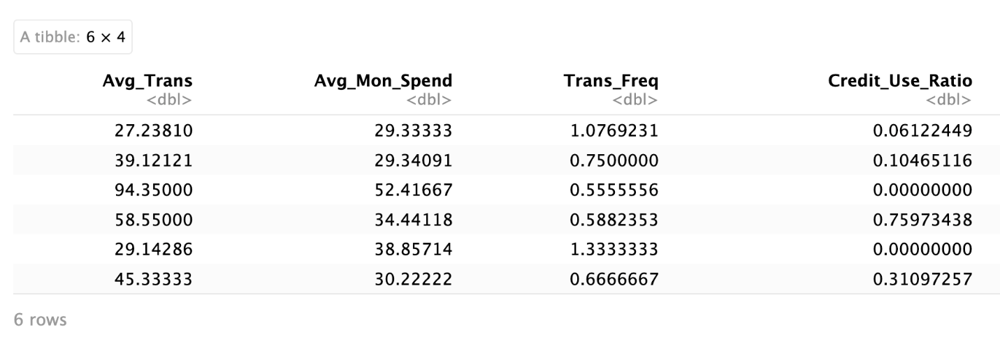 A tibble: 6 × 4
Avg_Trans Avg_Mon_Spend Trans_Freq Credit_Use_Ratio
<dbl> <dbl> <dbl> <dbl>
27.23810 29.33333 1.0769231 0.06122449
39.12121 29.34091 0.7500000 0.10465116
94.35000 52.41667 0.5555556 0.00000000
58.55000 34.44118 0.5882353 0.75973438
29.14286 38.85714 1.3333333 0.00000000
45.33333 30.22222 0.6666667 0.31097257
6 rows